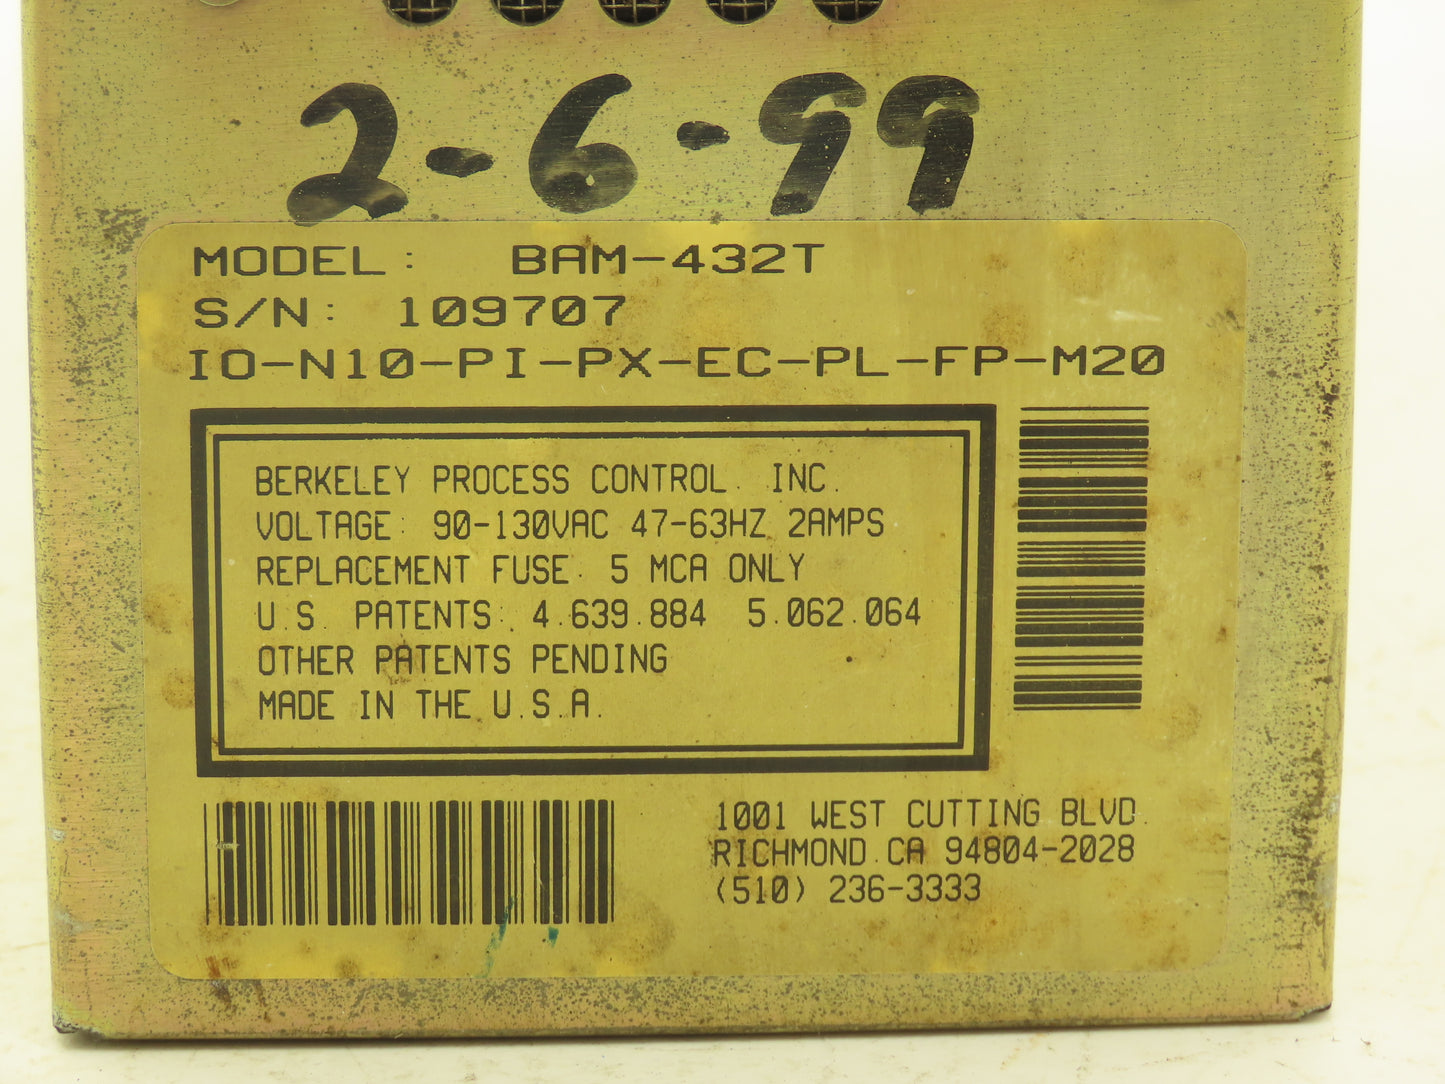 2-6-99
MODEL: BAM-432T
S/N: 109707
IO-N10-PI-PX-EC-PL-FP-M20
BERKELEY PROCESS CONTROL. INC.
VOLTAGE: 90-130VAC 47-63HZ 2AMPS
REPLACEMENT FUSE: 5 MCA ONLY
U.S. PATENTS: 4.639.884 5.062.064
OTHER PATENTS PENDING
MADE IN THE U.S.A.
1001 WEST CUTTING BLVD.
RICHMOND.CA 94804-2028
(510) 236-3333